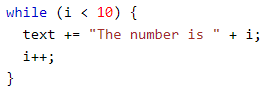 while (i < 10) {
  text += "The number is " + i;
  i++;
}